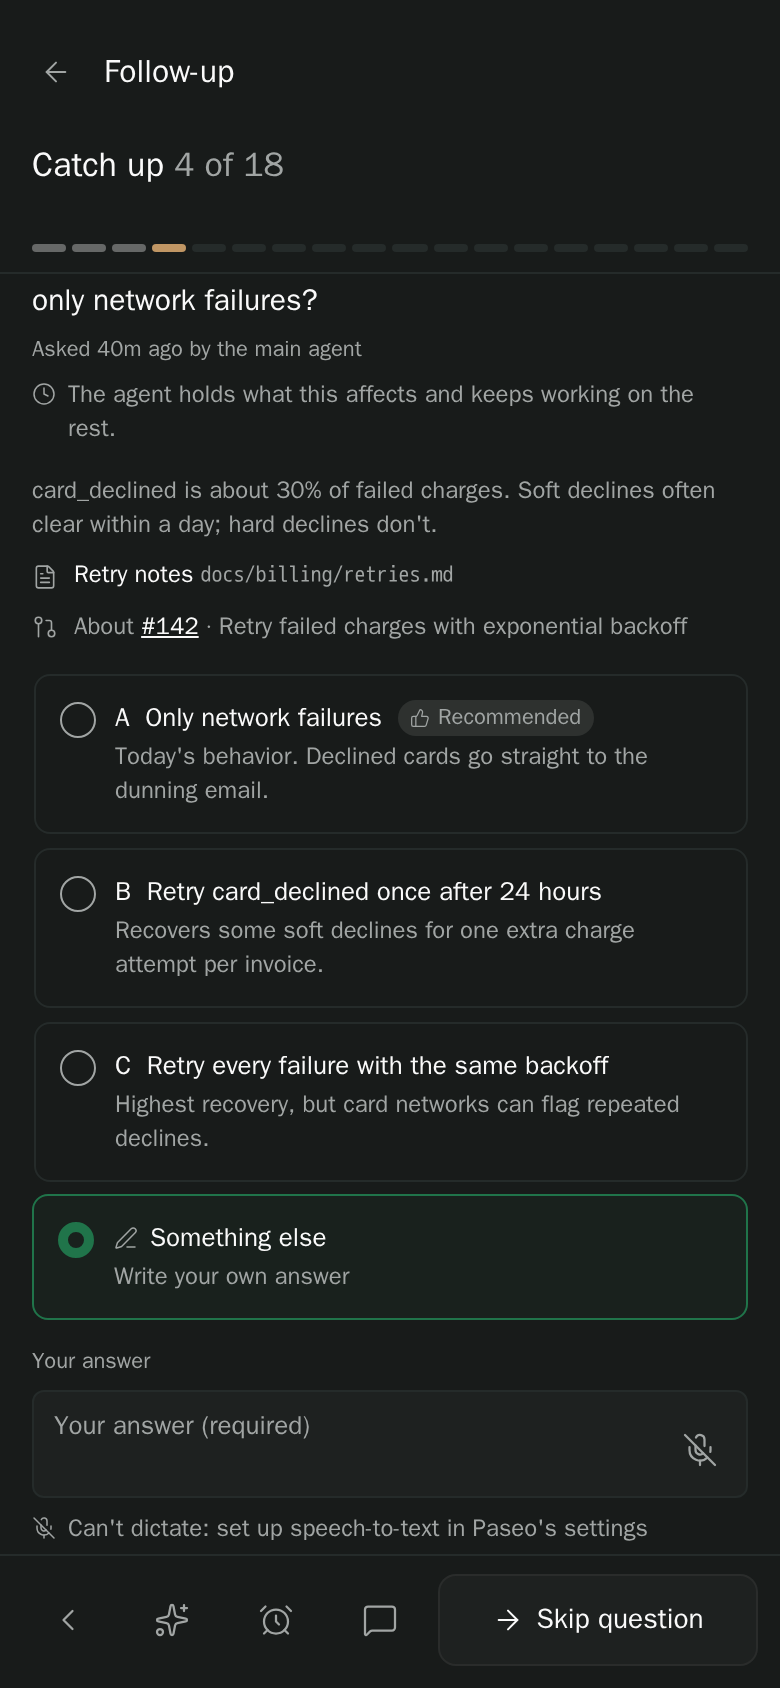 Follow-up
Catch up 4 of 18
only network failures?
Asked 40m ago by the main agent
The agent holds what this affects and keeps working on the
rest.
card_declined is about 30% of failed charges. Soft declines often
clear within a day; hard declines don't.
Retry notes docs/billing/retries.md
About #142 · Retry failed charges with exponential backoff
A Only network failures Recommended
Today's behavior. Declined cards go straight to the
dunning email.
B Retry card_declined once after 24 hours
Recovers some soft declines for one extra charge
attempt per invoice.
C Retry every failure with the same backoff
Highest recovery, but card networks can flag repeated
declines.
Something else
Write your own answer
Your answer
Your answer (required)
Can't dictate: set up speech-to-text in Paseo's settings
Skip question